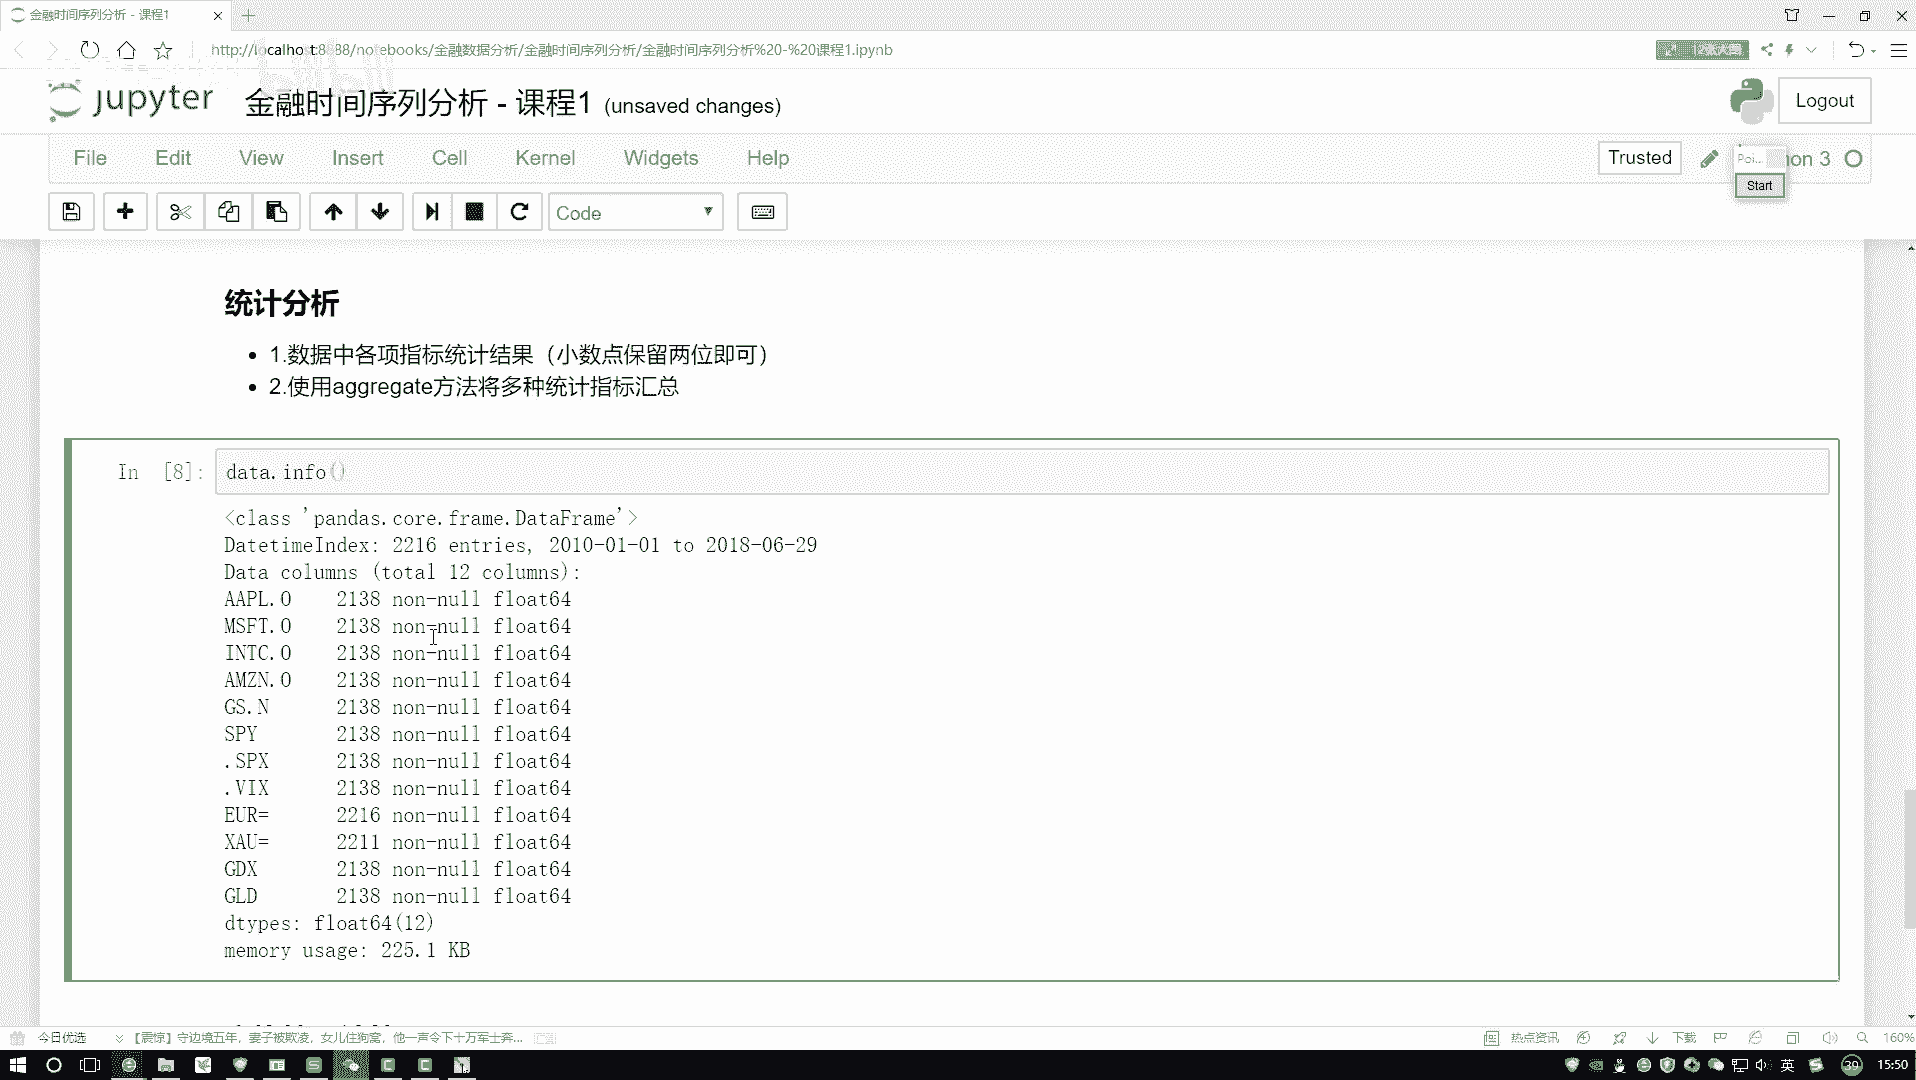 金融时间序列分析 - 课程1
http://localhost:8888/notebooks/金融数据分析/金融时间序列分析/金融时间序列分析%20-%20课程1.ipynb
jupyter 金融时间序列分析 - 课程1 (unsaved changes)
Logout
File Edit View Insert Cell Kernel Widgets Help
Trusted
Poi...
on 3
Start
Code
统计分析
1.数据中各项指标统计结果（小数点保留两位即可）
2.使用aggregate方法将多种统计指标汇总
In [8]: data.info()
<class 'pandas.core.frame.DataFrame'>
DatetimeIndex: 2216 entries, 2010-01-01 to 2018-06-29
Data columns (total 12 columns):
AAPL.O 2138 non-null float64
MSFT.O 2138 non-null float64
INTC.O 2138 non-null float64
AMZN.O 2138 non-null float64
GS.N 2138 non-null float64
SPY 2138 non-null float64
.SPX 2138 non-null float64
.VIX 2138 non-null float64
EUR= 2216 non-null float64
XAU= 2211 non-null float64
GDX 2138 non-null float64
GLD 2138 non-null float64
dtypes: float64(12)
memory usage: 225.1 KB
今日优选
【震惊】守边境五年，妻子被欺凌，女儿住狗窝，他一声令下十万军士奔...
热点资讯
下载
160%
英
39
15:50